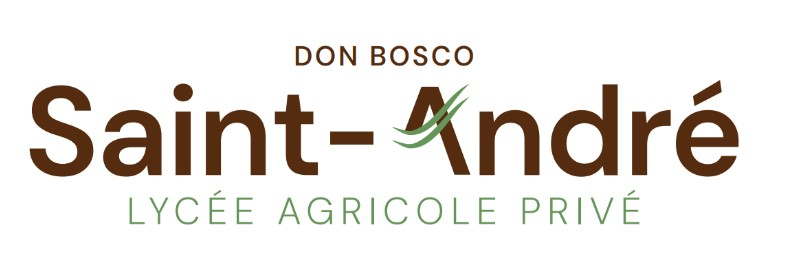 DON BOSCO
Saint-André
LYCÉE AGRICOLE PRIVÉ